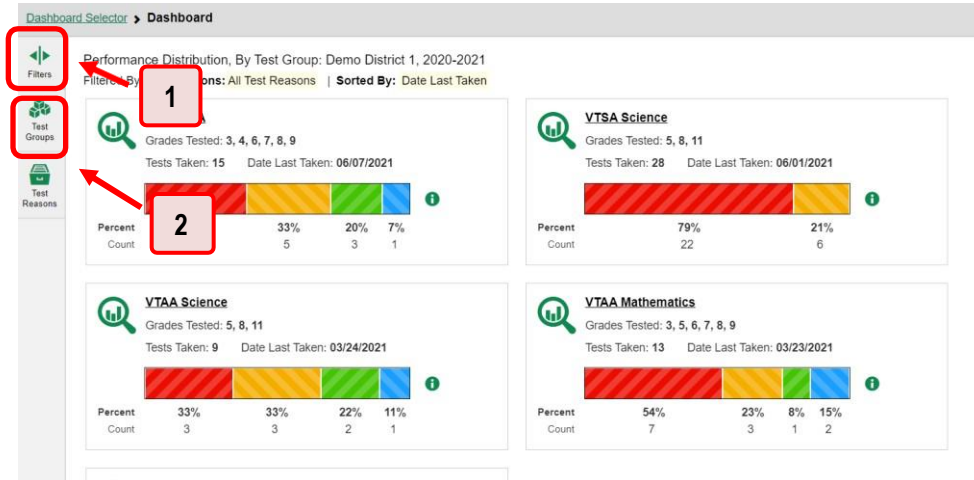 Dashboard Selector > Dashboard
Filters
Test
Groups
Test
Reasons
Performance Distribution, By Test Group: Demo District 1, 2020-2021
Filtered By ons: All Test Reasons | Sorted By: Date Last Taken
1
2
Grades Tested: 3, 4, 6, 7, 8, 9
Tests Taken: 15 Date Last Taken: 06/07/2021
Percent 33% 20% 7%
Count 5 3 1
VTSA Science
Grades Tested: 5, 8, 11
Tests Taken: 28 Date Last Taken: 06/01/2021
Percent 79% 21%
Count 22 6
VTAA Science
Grades Tested: 5, 8, 11
Tests Taken: 9 Date Last Taken: 03/24/2021
Percent 33% 33% 22% 11%
Count 3 3 2 1
VTAA Mathematics
Grades Tested: 3, 5, 6, 7, 8, 9
Tests Taken: 13 Date Last Taken: 03/23/2021
Percent 54% 23% 8% 15%
Count 7 3 1 2